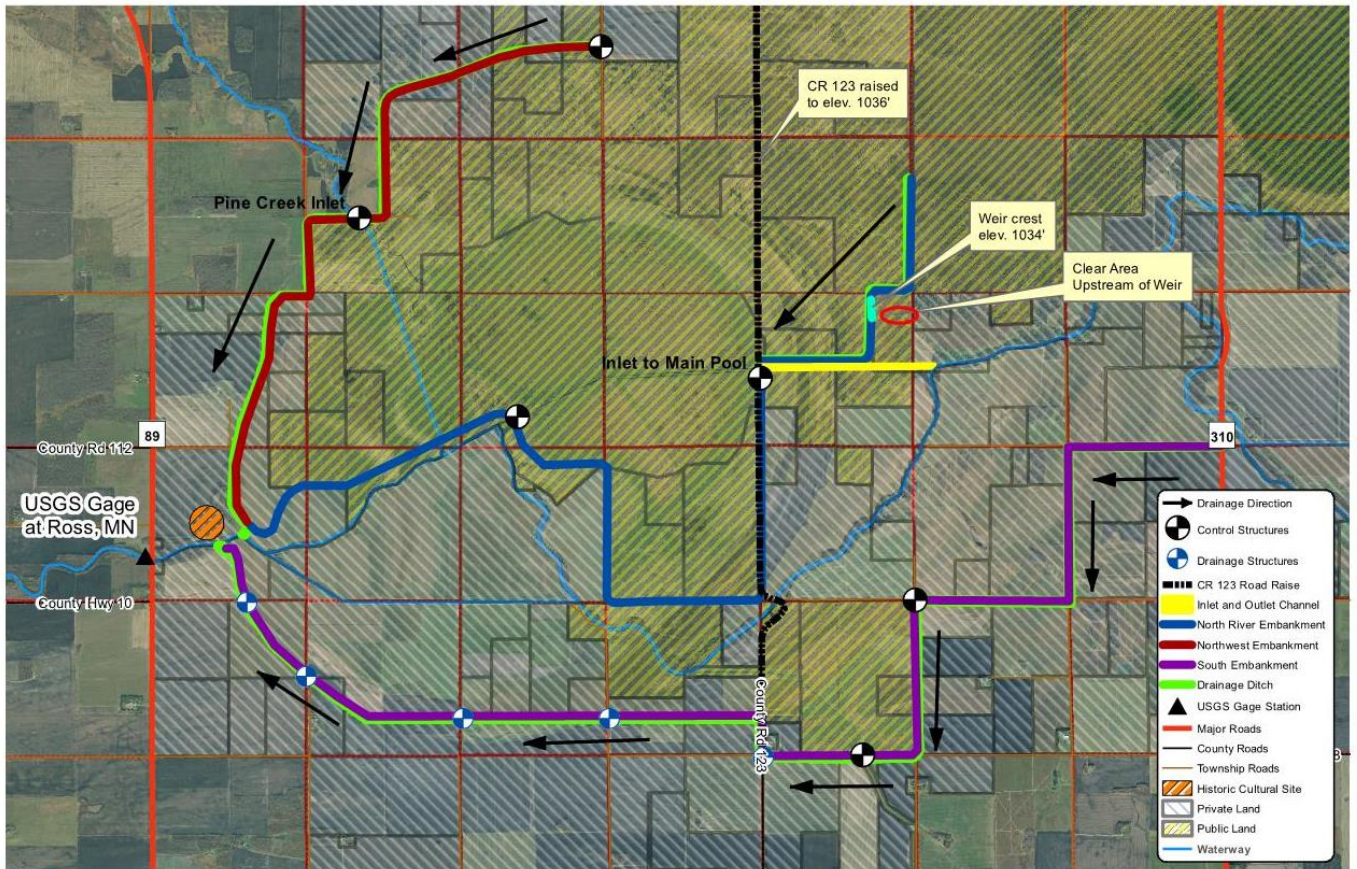 CR 123 raised
to elev. 1036'
Pine Creek Inlet
Weir crest
elev. 1034'
Clear Area
Upstream of Weir
Inlet to Main Pool
County Rd 112
89
310
USGS Gage
at Ross, MN
County Hwy 10
County Rd 123
8
Drainage Direction
Control Structures
Drainage Structures
CR 123 Road Raise
Inlet and Outlet Channel
North River Embankment
Northwest Embankment
South Embankment
Drainage Ditch
USGS Gage Station
Major Roads
County Roads
Township Roads
Historic Cultural Site
Private Land
Public Land
Waterway